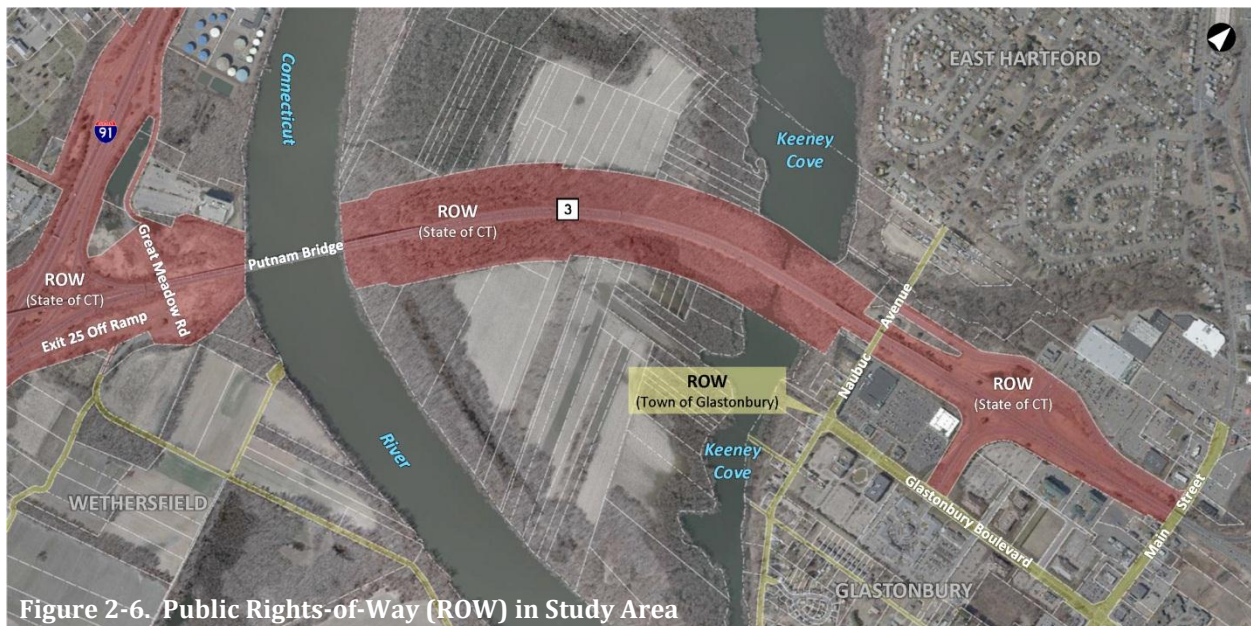 EAST HARTFORD
Connecticut
91
Keeney
Cove
ROW
(State of CT)
3
Great Meadow Rd
Putnam Bridge
ROW
(State of CT)
Exit 25 Off Ramp
Naubuc Avenue
ROW
(Town of Glastonbury)
ROW
(State of CT)
River
Keeney
Cove
WETHERSFIELD
Glastonbury Boulevard
Main Street
GLASTONBURY
Figure 2-6. Public Rights-of-Way (ROW) in Study Area